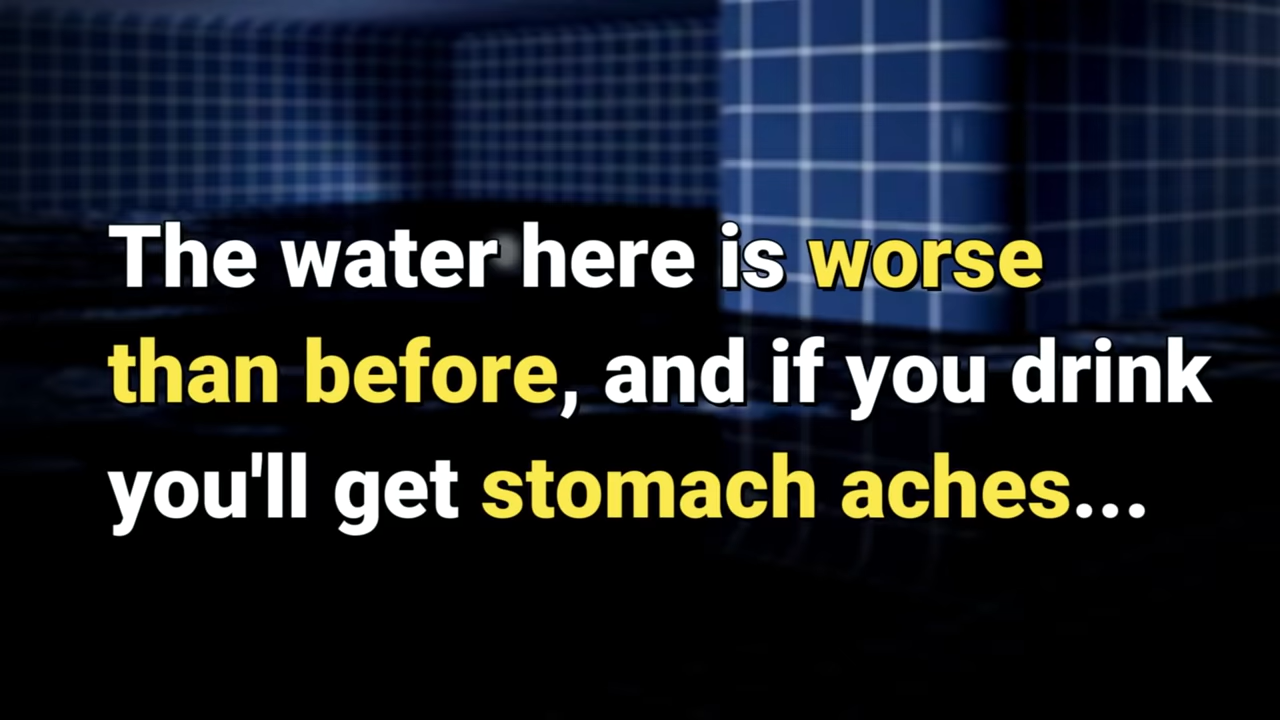 The water here is worse
than before, and if you drink
you'll get stomach aches...